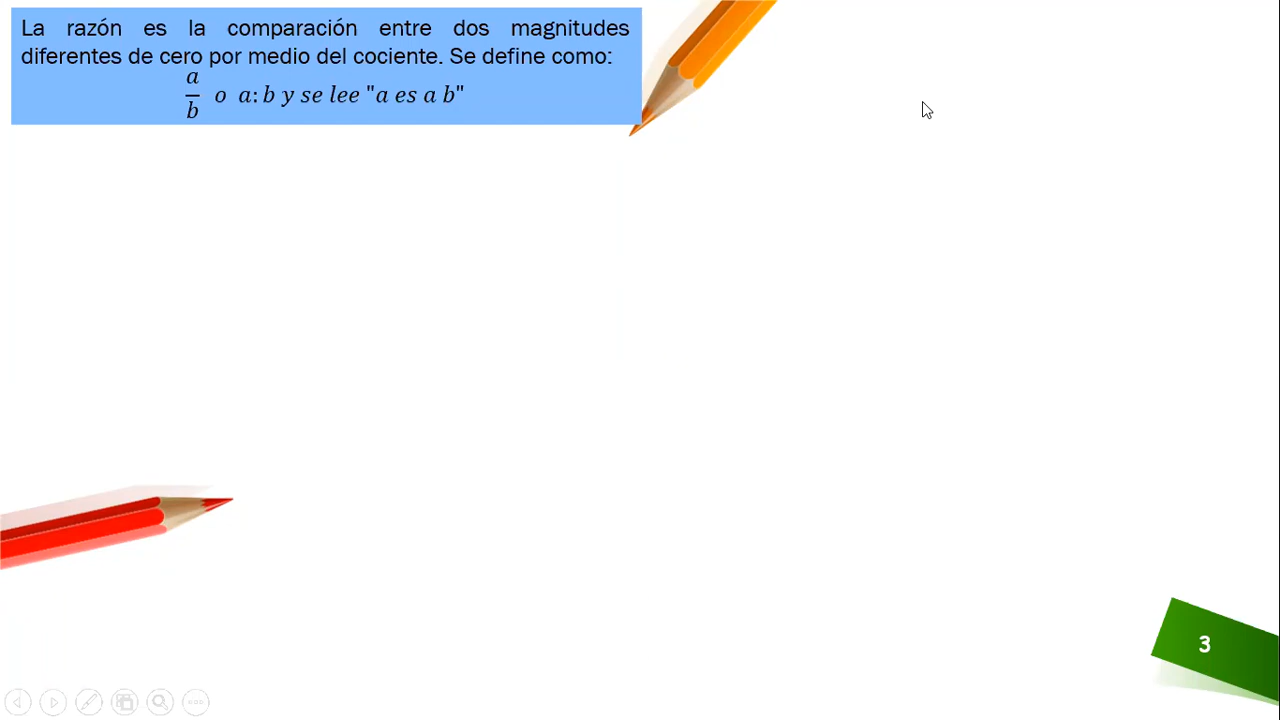 La razón es la comparación entre dos magnitudes
diferentes de cero por medio del cociente. Se define como:
a/b o a: b y se lee "a es a b"
3